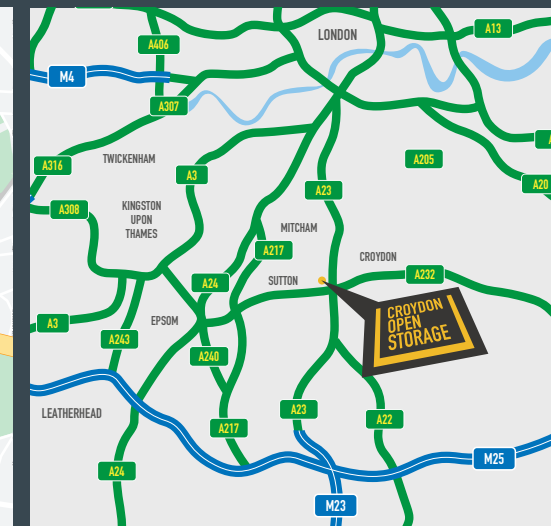 LONDON
A13
A406
M4
A307
TWICKENHAM
A205
A316
A3
A20
A23
KINGSTON
UPON
THAMES
A308
MITCHAM
A217
CROYDON
SUTTON
A24
A232
CROYDON
OPEN
STORAGE
A3
EPSOM
A243
A240
LEATHERHEAD
A23
A22
A217
M25
A24
M23